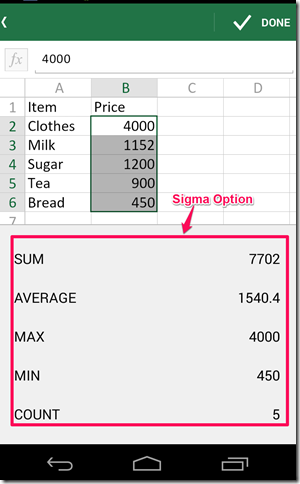 DONE
fx 4000
A B C D
1 Item Price
2 Clothes 4000
3 Milk 1152
4 Sugar 1200
5 Tea 900
6 Bread 450
7
Sigma Option
SUM 7702
AVERAGE 1540.4
MAX 4000
MIN 450
COUNT 5